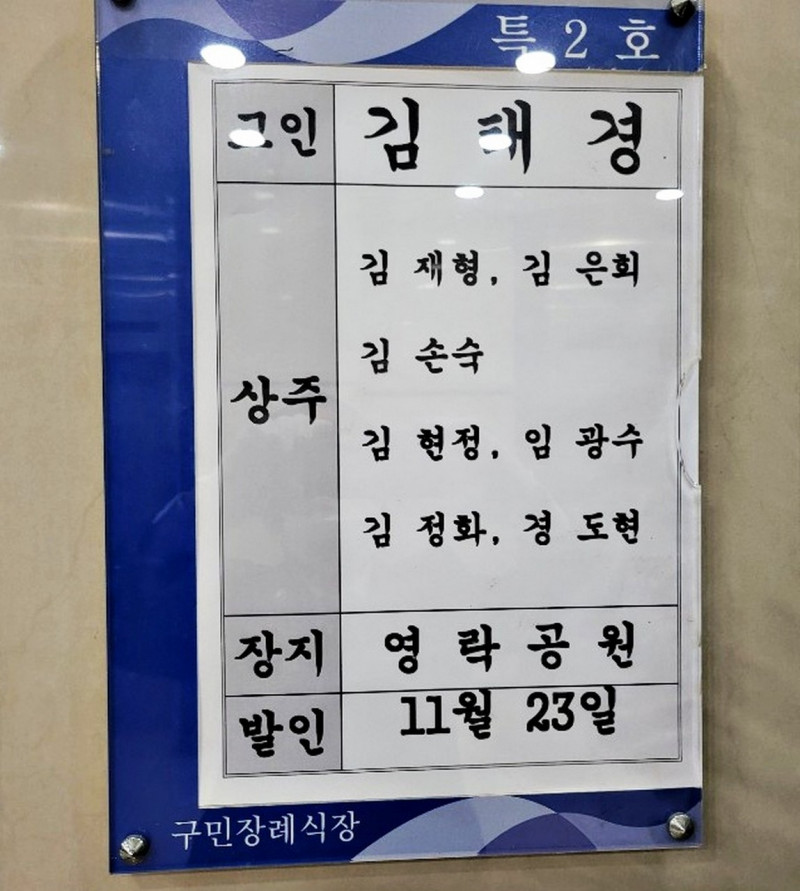 특 2 호
고인 김 태 경
상주
김 재형, 김 은희
김 손숙
김 현정, 임 광수
김 정화, 경 도현
장지 영 락 공 원
발인 11월 23일
구민장례식장